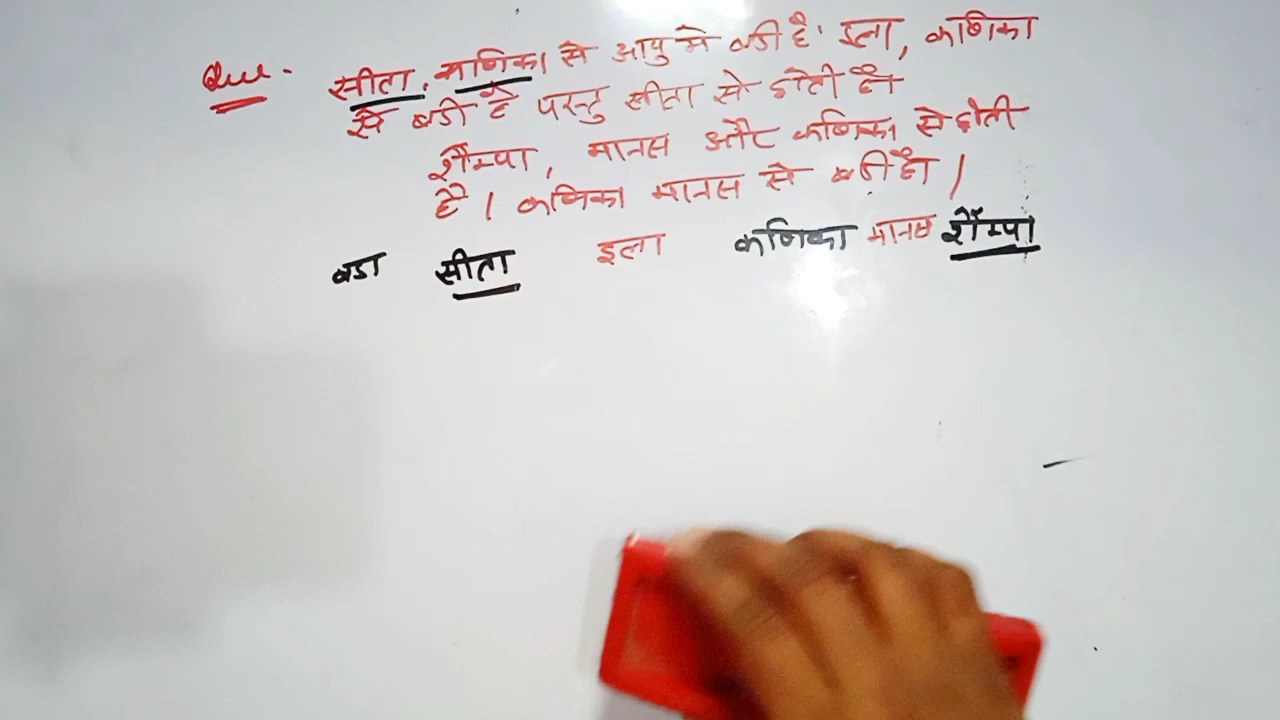 Que. सीता, मणिका से आयु मे बडी है। इला, कणिका
से बडी है परन्तु सीता से छोटी है
शैम्पा, मानस और कणिका से छोटी
है। कणिका मानस से बडी है।
बडा सीता इला कणिका मानस शैम्पा